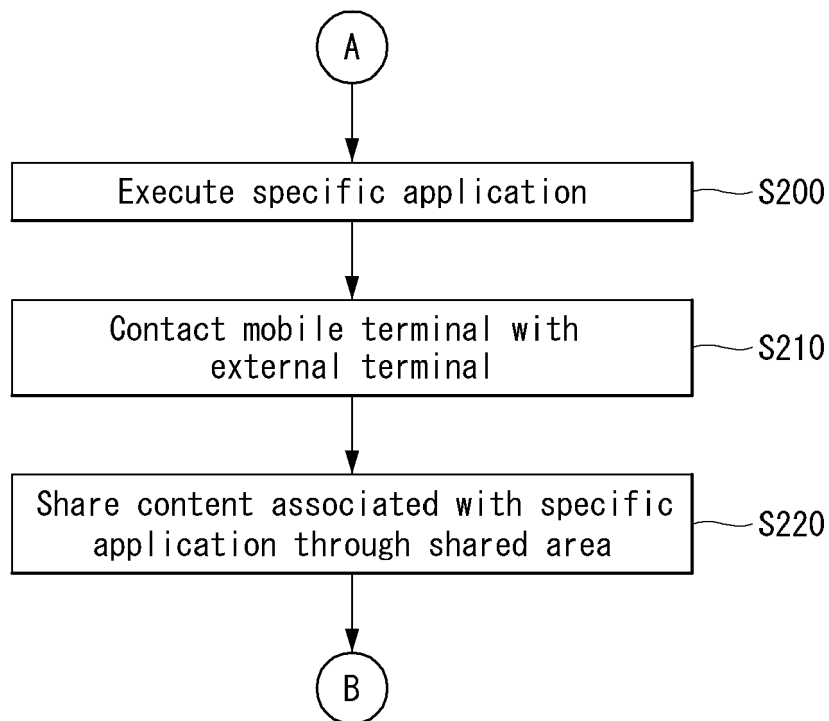 A
Execute specific application
S200
Contact mobile terminal with
external terminal
S210
Share content associated with specific
application through shared area
S220
B